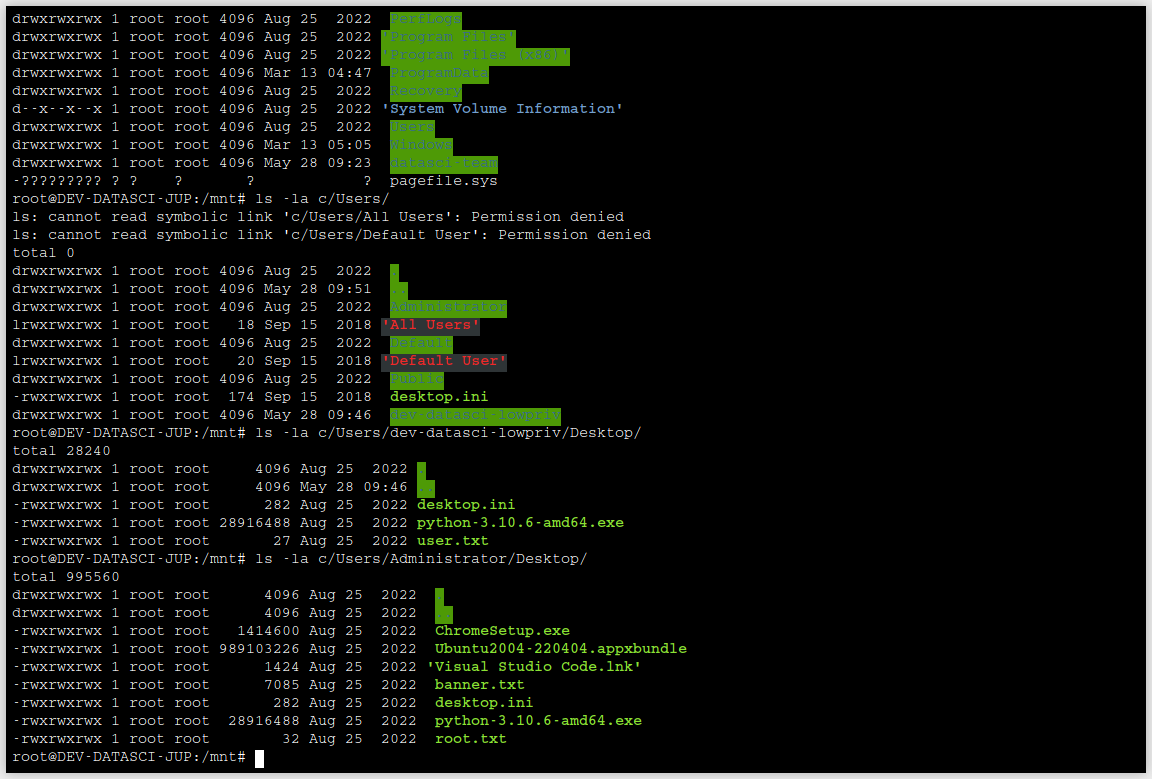 drwxrwxrwx 1 root root 4096 Aug 25  2022  PerfLogs
drwxrwxrwx 1 root root 4096 Aug 25  2022 'Program Files'
drwxrwxrwx 1 root root 4096 Aug 25  2022 'Program Files (x86)'
drwxrwxrwx 1 root root 4096 Mar 13 04:47  ProgramData
drwxrwxrwx 1 root root 4096 Aug 25  2022  Recovery
d--x--x--x 1 root root 4096 Aug 25  2022 'System Volume Information'
drwxrwxrwx 1 root root 4096 Aug 25  2022  Users
drwxrwxrwx 1 root root 4096 Mar 13 05:05  Windows
drwxrwxrwx 1 root root 4096 May 28 09:23  datasci-team
-????????? ? ?    ?       ?            ?  pagefile.sys
root@DEV-DATASCI-JUP:/mnt# ls -la c/Users/
ls: cannot read symbolic link 'c/Users/All Users': Permission denied
ls: cannot read symbolic link 'c/Users/Default User': Permission denied
total 0
drwxrwxrwx 1 root root 4096 Aug 25  2022  .
drwxrwxrwx 1 root root 4096 May 28 09:51  ..
drwxrwxrwx 1 root root 4096 Aug 25  2022  Administrator
lrwxrwxrwx 1 root root   18 Sep 15  2018 'All Users'
drwxrwxrwx 1 root root 4096 Aug 25  2022  Default
lrwxrwxrwx 1 root root   20 Sep 15  2018 'Default User'
drwxrwxrwx 1 root root 4096 Aug 25  2022  Public
-rwxrwxrwx 1 root root  174 Sep 15  2018  desktop.ini
drwxrwxrwx 1 root root 4096 May 28 09:46  dev-datasci-lowpriv
root@DEV-DATASCI-JUP:/mnt# ls -la c/Users/dev-datasci-lowpriv/Desktop/
total 28240
drwxrwxrwx 1 root root     4096 Aug 25  2022 .
drwxrwxrwx 1 root root     4096 May 28 09:46 ..
-rwxrwxrwx 1 root root      282 Aug 25  2022 desktop.ini
-rwxrwxrwx 1 root root 28916488 Aug 25  2022 python-3.10.6-amd64.exe
-rwxrwxrwx 1 root root       27 Aug 25  2022 user.txt
root@DEV-DATASCI-JUP:/mnt# ls -la c/Users/Administrator/Desktop/
total 995560
drwxrwxrwx 1 root root      4096 Aug 25  2022  .
drwxrwxrwx 1 root root      4096 Aug 25  2022  ..
-rwxrwxrwx 1 root root   1414600 Aug 25  2022  ChromeSetup.exe
-rwxrwxrwx 1 root root 989103226 Aug 25  2022  Ubuntu2004-220404.appxbundle
-rwxrwxrwx 1 root root      1424 Aug 25  2022 'Visual Studio Code.lnk'
-rwxrwxrwx 1 root root      7085 Aug 25  2022  banner.txt
-rwxrwxrwx 1 root root       282 Aug 25  2022  desktop.ini
-rwxrwxrwx 1 root root  28916488 Aug 25  2022  python-3.10.6-amd64.exe
-rwxrwxrwx 1 root root        32 Aug 25  2022  root.txt
root@DEV-DATASCI-JUP:/mnt#